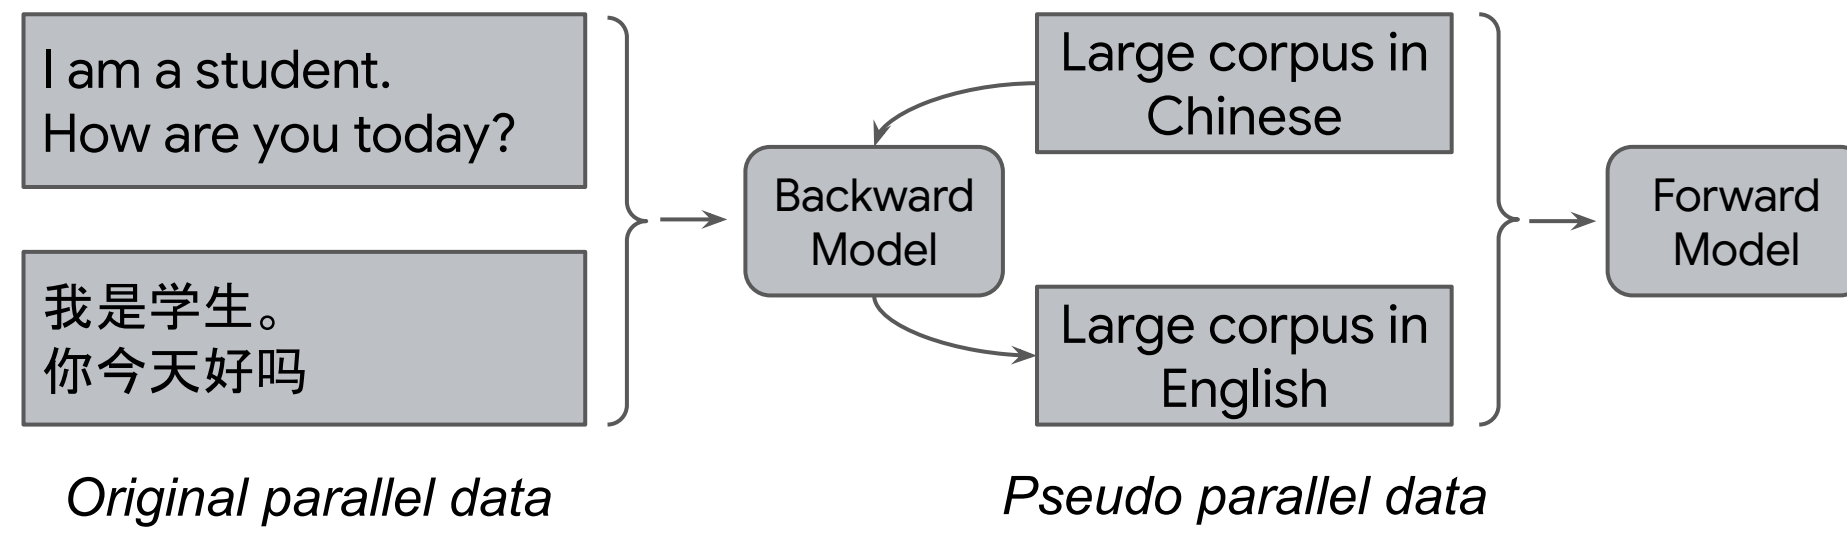 I am a student.
How are you today?
我是学生。
你今天好吗
Original parallel data
Backward
Model
Large corpus in
Chinese
Large corpus in
English
Pseudo parallel data
Forward
Model